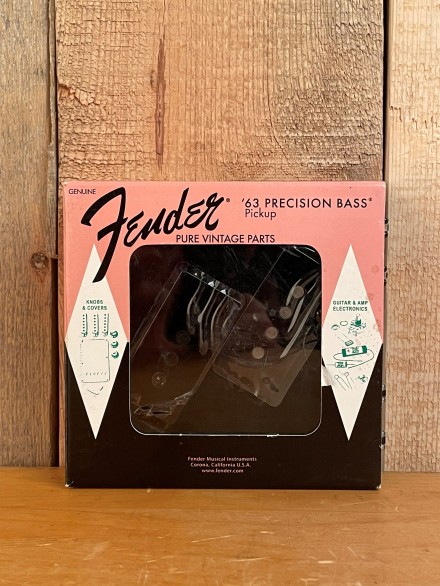 GENUINE
Fender®
'63 PRECISION BASS®
Pickup
PURE VINTAGE PARTS
KNOBS
& COVERS
GUITAR & AMP
ELECTRONICS
Fender Musical Instruments
Corona, California U.S.A.
www.fender.com